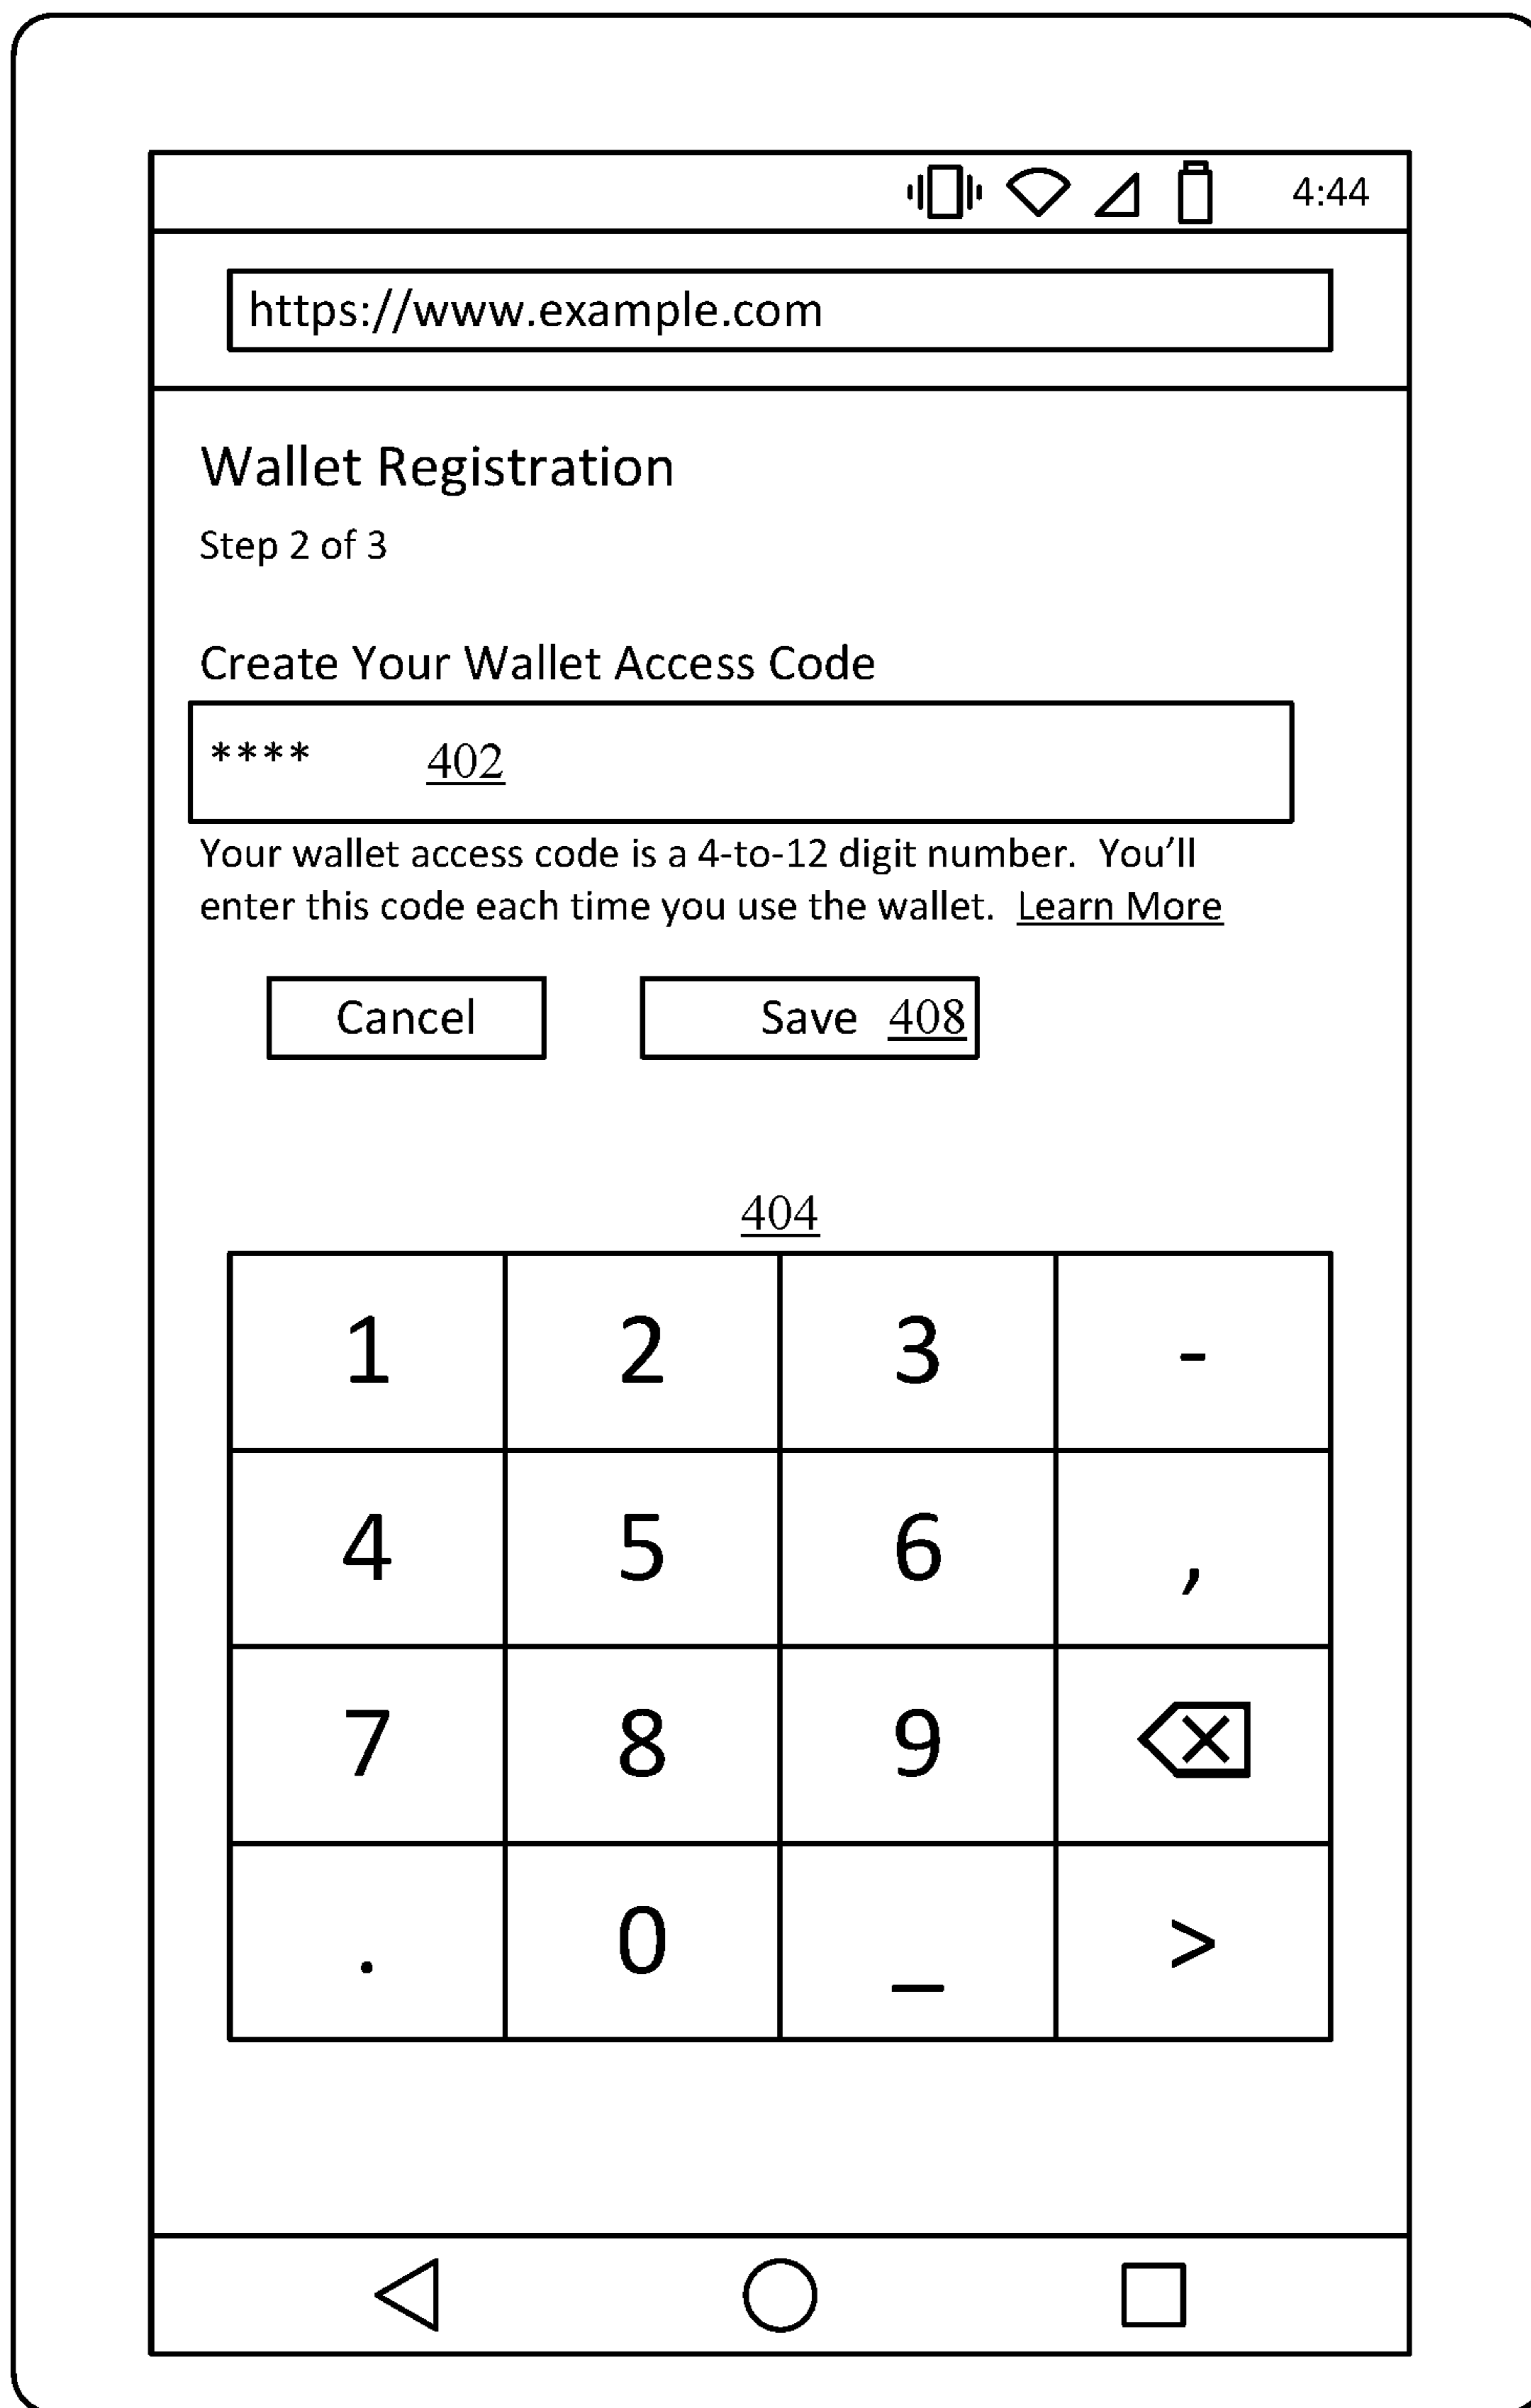 4:44
https://www.example.com
Wallet Registration
Step 2 of 3
Create Your Wallet Access Code
**** 402
Your wallet access code is a 4-to-12 digit number. You'll
enter this code each time you use the wallet. Learn More
Cancel Save 408
404
1 2 3 -
4 5 6 ,
7 8 9
. 0 _ >